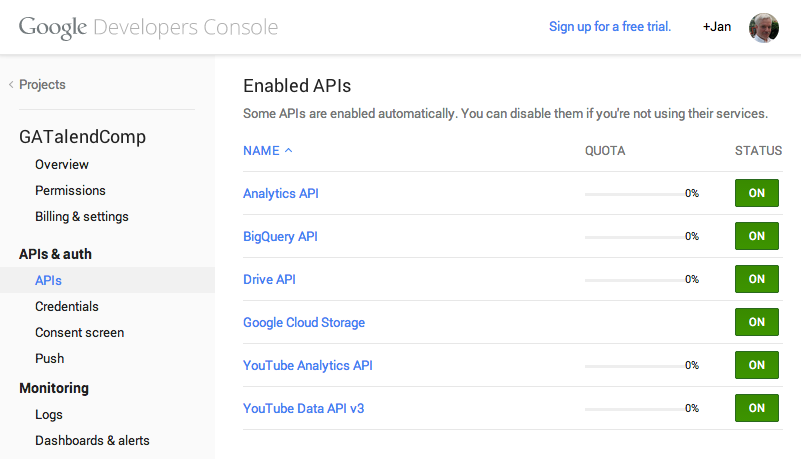 Google Developers Console
Sign up for a free trial.
+Jan
Projects
GATalendComp
Overview
Permissions
Billing & settings
APIs & auth
APIs
Credentials
Consent screen
Push
Monitoring
Logs
Dashboards & alerts
Enabled APIs
Some APIs are enabled automatically. You can disable them if you're not using their services.
NAME QUOTA STATUS
Analytics API 0% ON
BigQuery API 0% ON
Drive API 0% ON
Google Cloud Storage ON
YouTube Analytics API 0% ON
YouTube Data API v3 0% ON